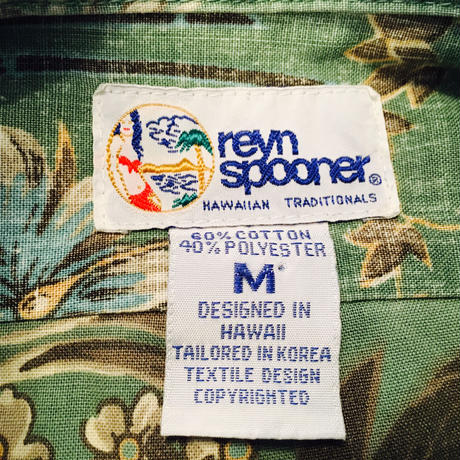 reyn
spooner®
HAWAIIAN TRADITIONALS
60% COTTON
40% POLYESTER
M
DESIGNED IN
HAWAII
TAILORED IN KOREA
TEXTILE DESIGN
COPYRIGHTED